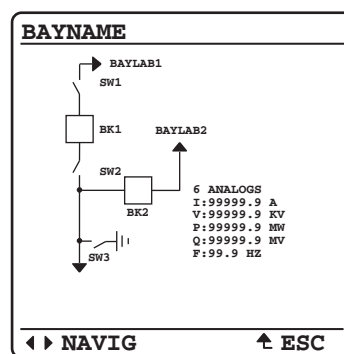 BAYNAME
BAYLAB1
SW1
BK1
BAYLAB2
SW2
BK2
6 ANALOGS
I:99999.9 A
V:99999.9 KV
P:99999.9 MW
Q:99999.9 MV
F:99.9 HZ
SW3
NAVIG
ESC